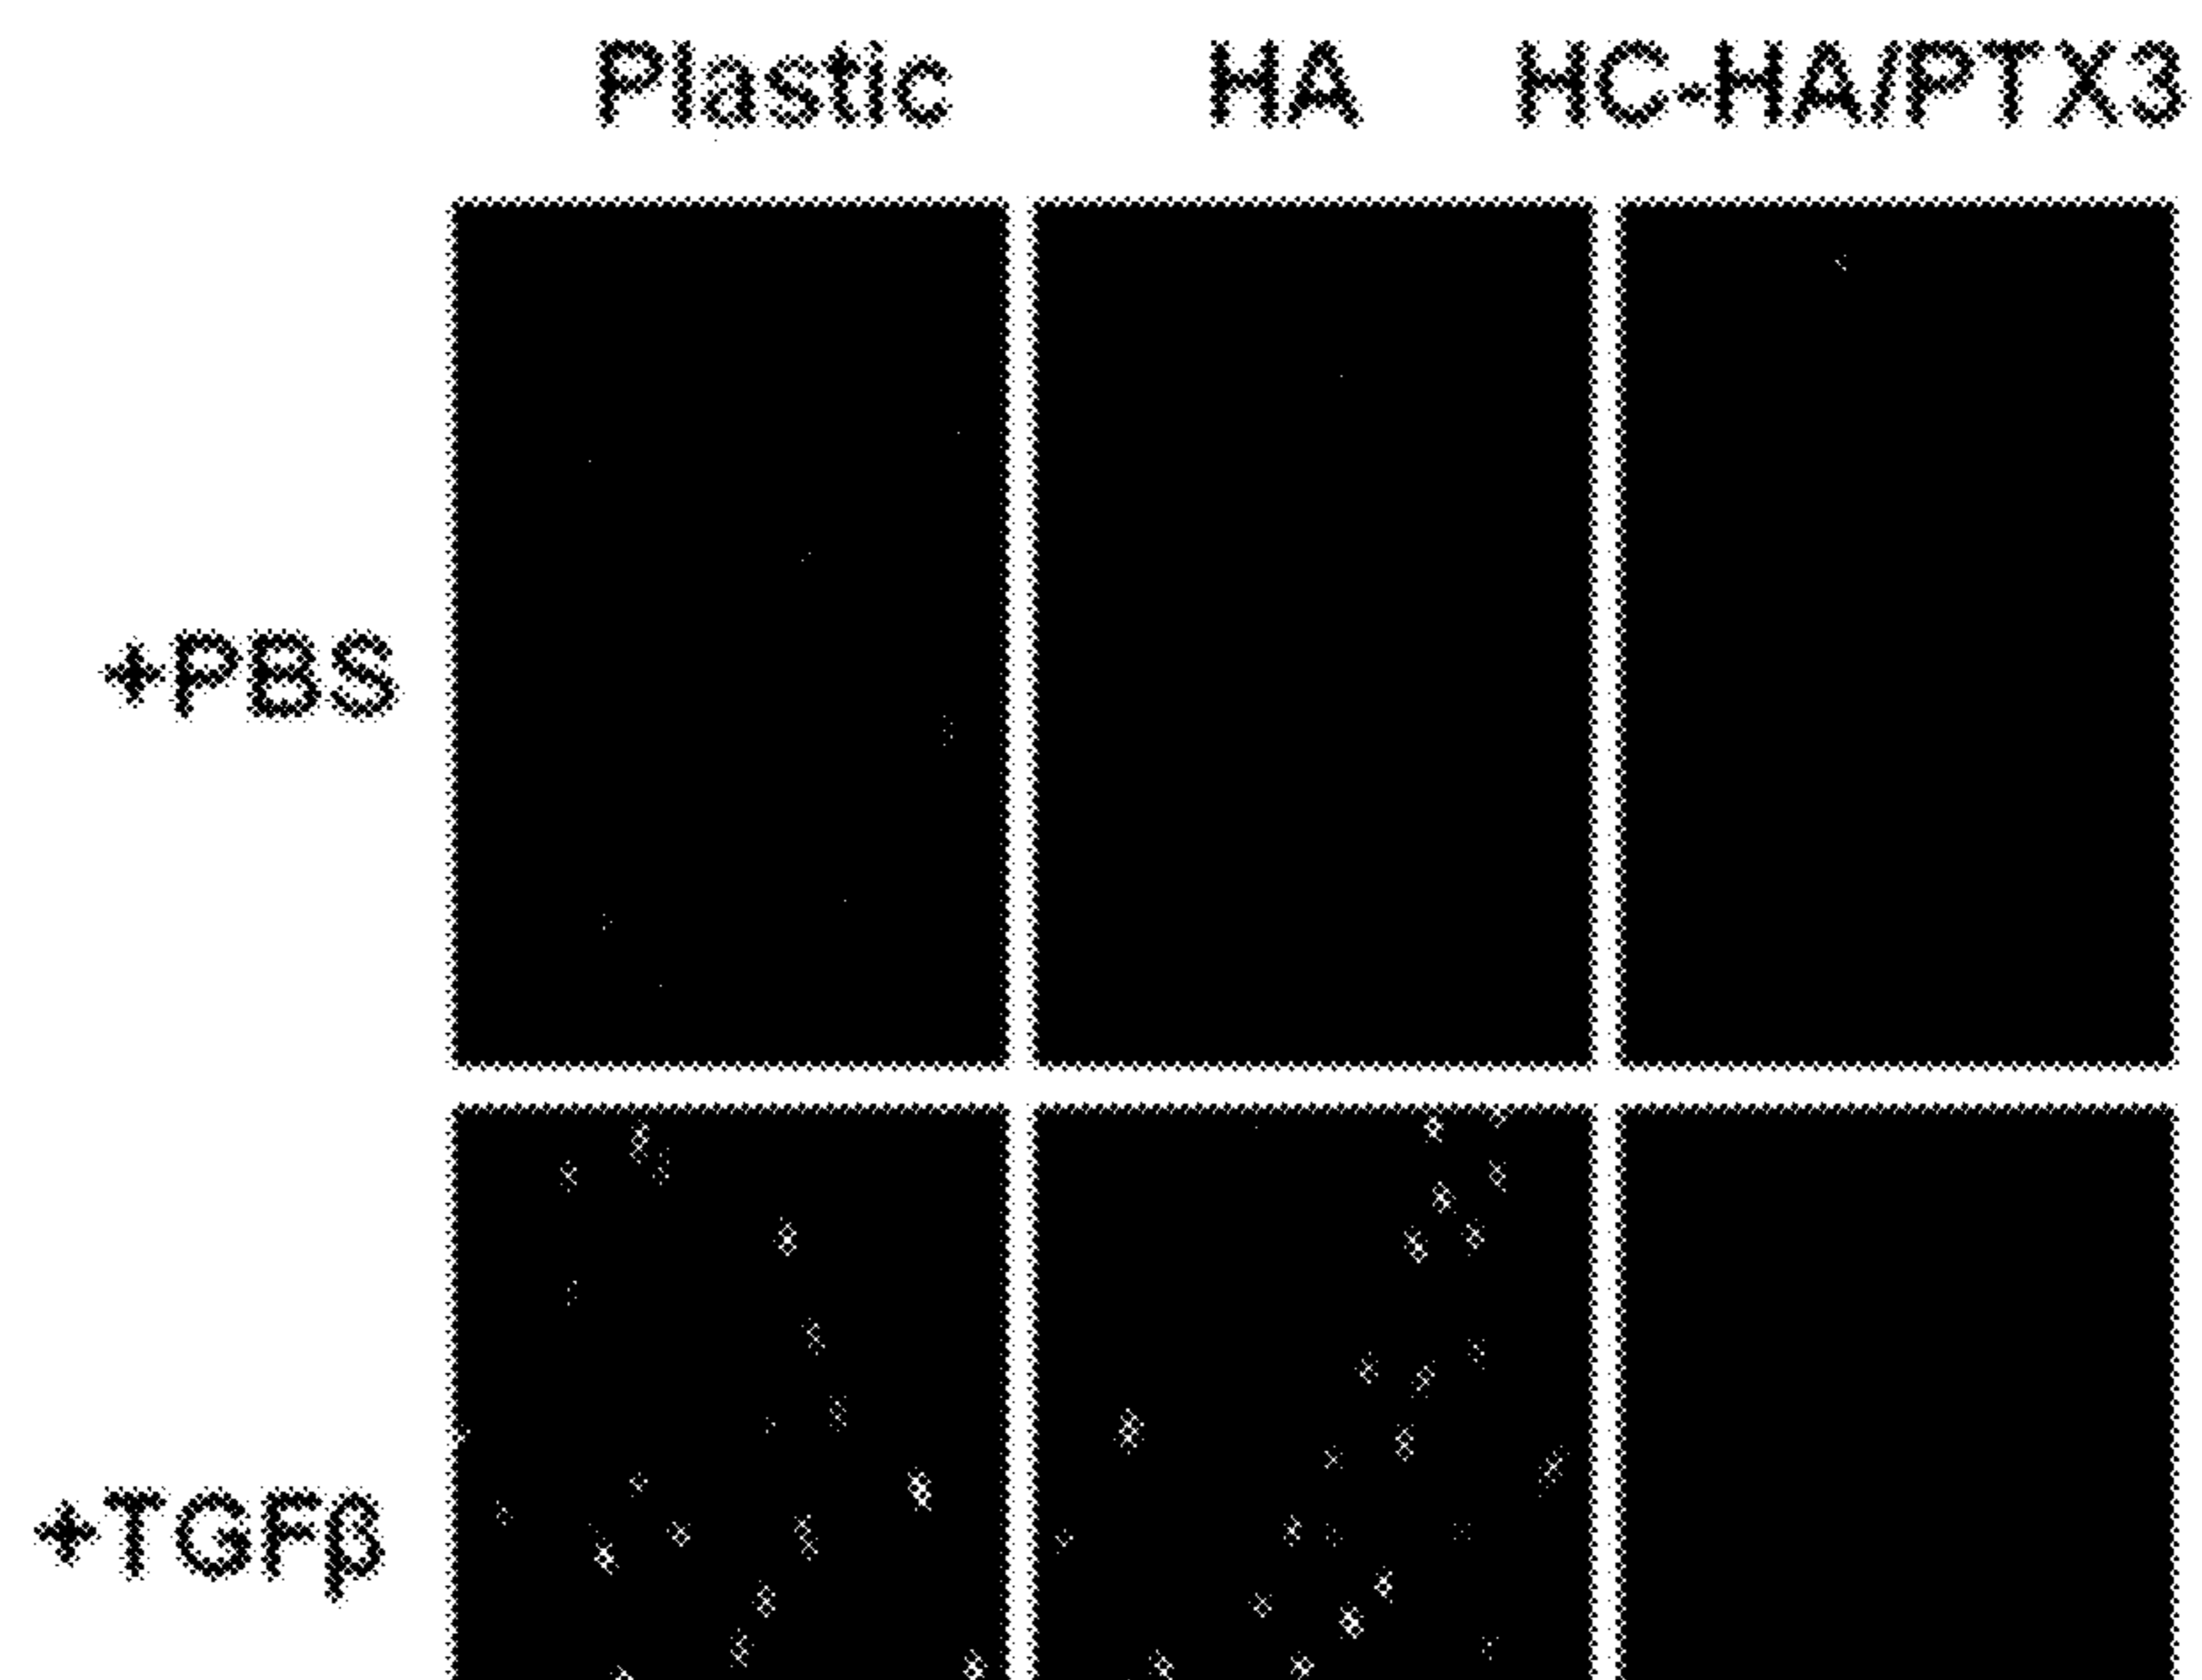 Plastic HA HC-HA/PTX3
+PBS
+TGFβ